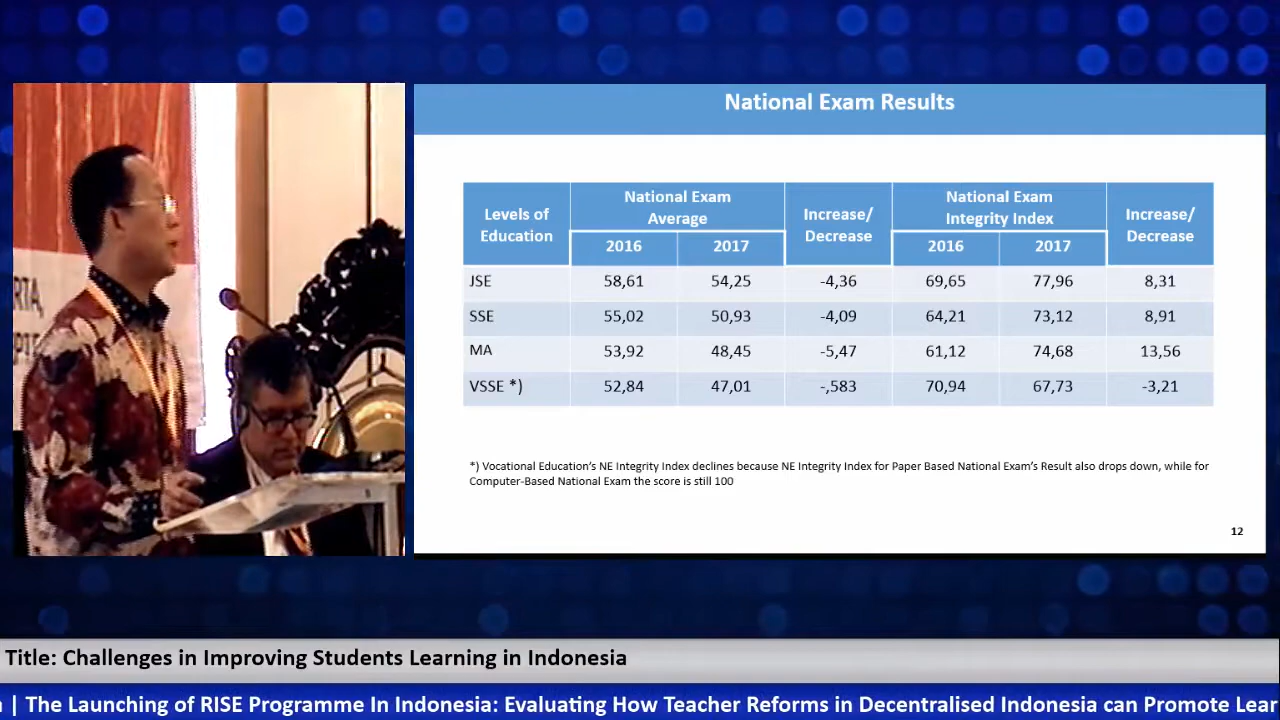 National Exam Results
Levels of Education
National Exam Average
Increase/ Decrease
National Exam Integrity Index
Increase/ Decrease
2016 2017 2016 2017
JSE 58,61 54,25 -4,36 69,65 77,96 8,31
SSE 55,02 50,93 -4,09 64,21 73,12 8,91
MA 53,92 48,45 -5,47 61,12 74,68 13,56
VSSE *) 52,84 47,01 -,583 70,94 67,73 -3,21
*) Vocational Education's NE Integrity Index declines because NE Integrity Index for Paper Based National Exam's Result also drops down, while for
Computer-Based National Exam the score is still 100
12
RTA,
Title: Challenges in Improving Students Learning in Indonesia
| The Launching of RISE Programme In Indonesia: Evaluating How Teacher Reforms in Decentralised Indonesia can Promote Lear